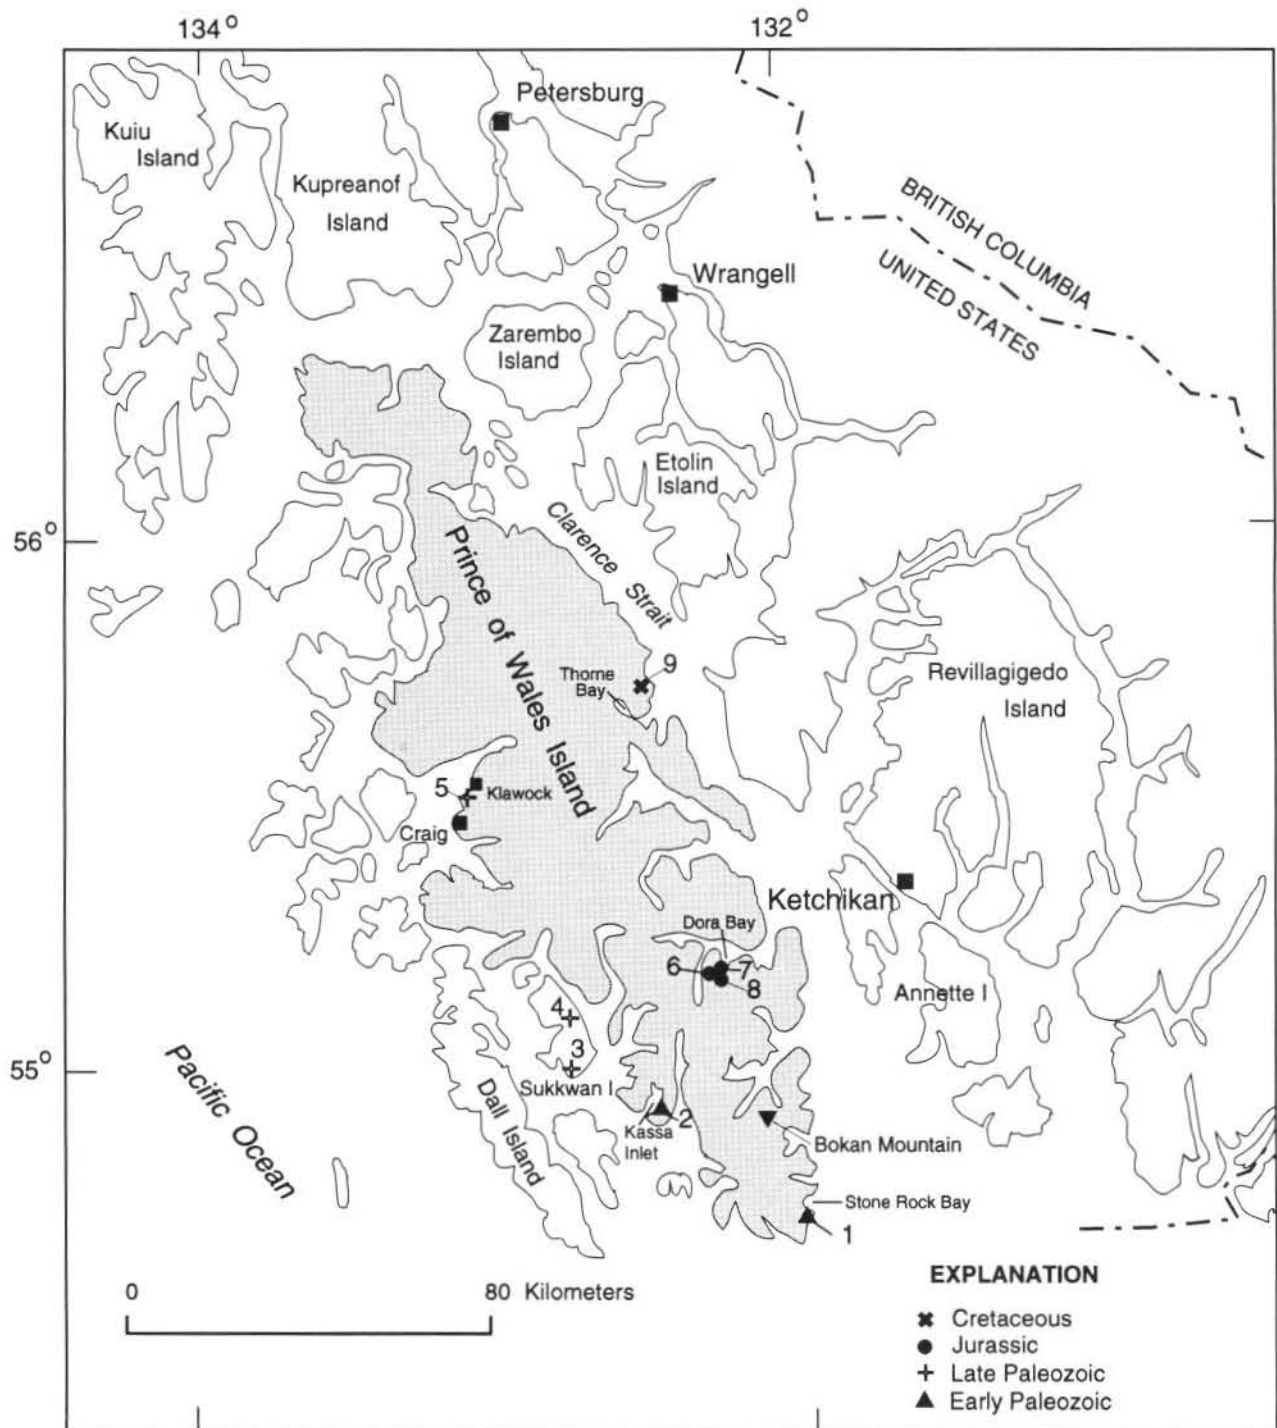 134°
132°
Petersburg
Kuiu
Island
Kupreanof
Island
BRITISH COLUMBIA
UNITED STATES
Wrangell
Zarembo
Island
Etolin
Island
Clarence Strait
56°
Prince of Wales Island
9
Thorne
Bay
Revillagigedo
Island
5
Klawock
Craig
Ketchikan
Dora Bay
6
7
8
Annette I
4
3
55°
Sukkwan I
Pacific Ocean
Dall Island
2
Kassa
Inlet
Bokan Mountain
Stone Rock Bay
1
EXPLANATION
0 80 Kilometers
Cretaceous
Jurassic
Late Paleozoic
Early Paleozoic